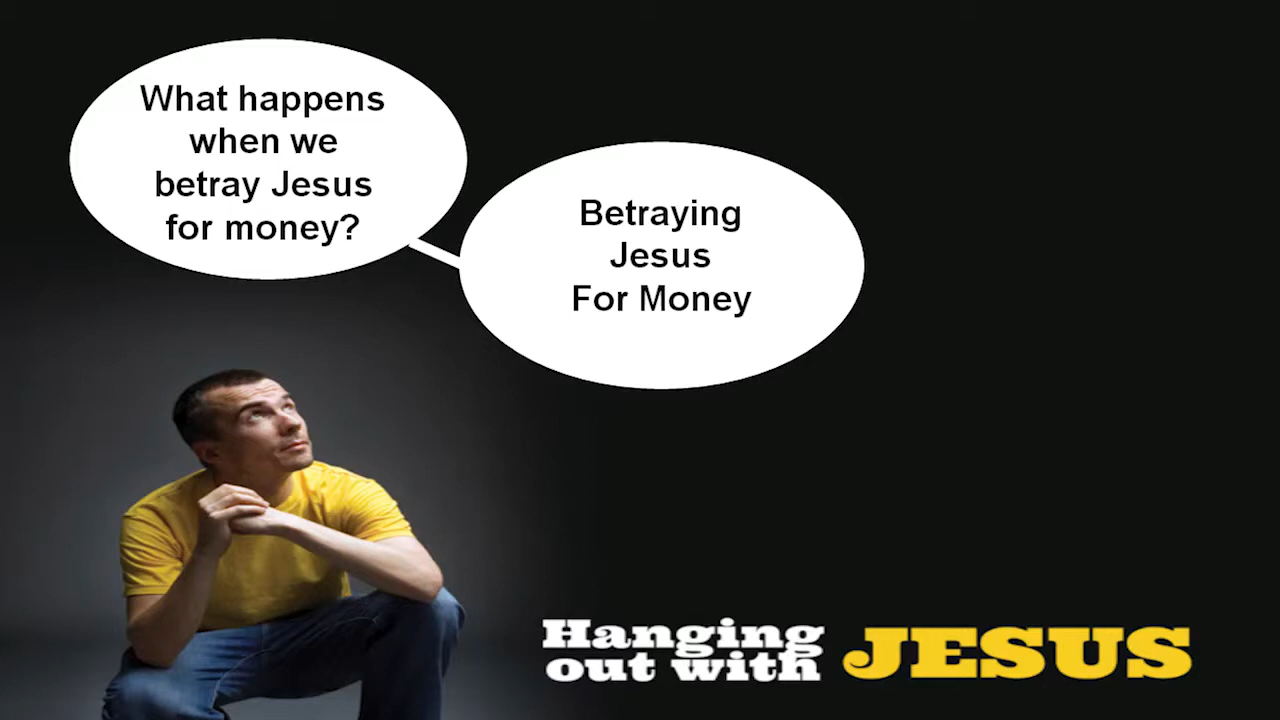 What happens
when we
betray Jesus
for money?
Betraying
Jesus
For Money
Hanging
out with JESUS